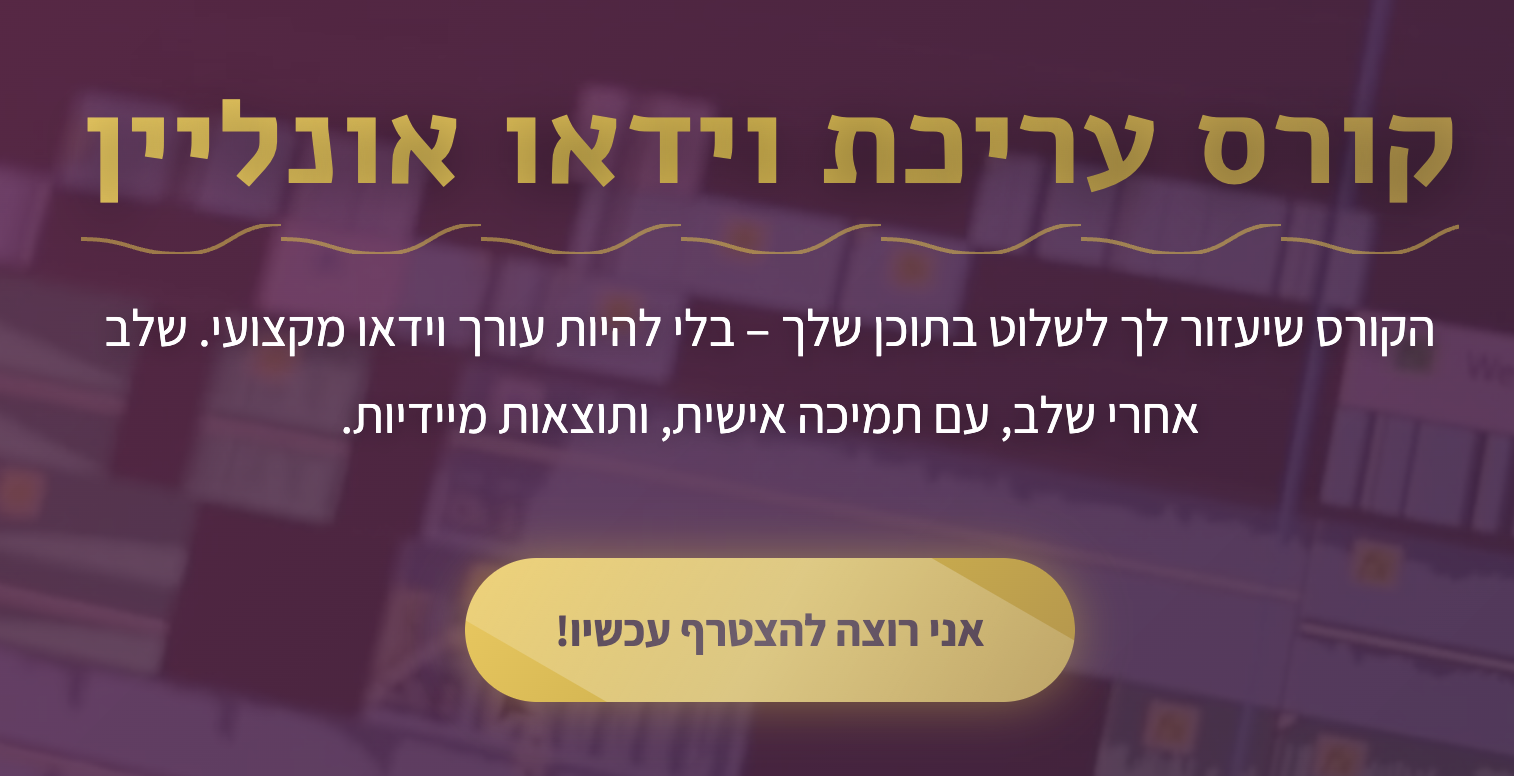 קורס עריכת וידאו אונליין
הקורס שיעזור לך לשלוט בתוכן שלך – בלי להיות עורך וידאו מקצועי. שלב
אחרי שלב, עם תמיכה אישית, ותוצאות מיידיות.
אני רוצה להצטרף עכשיו!